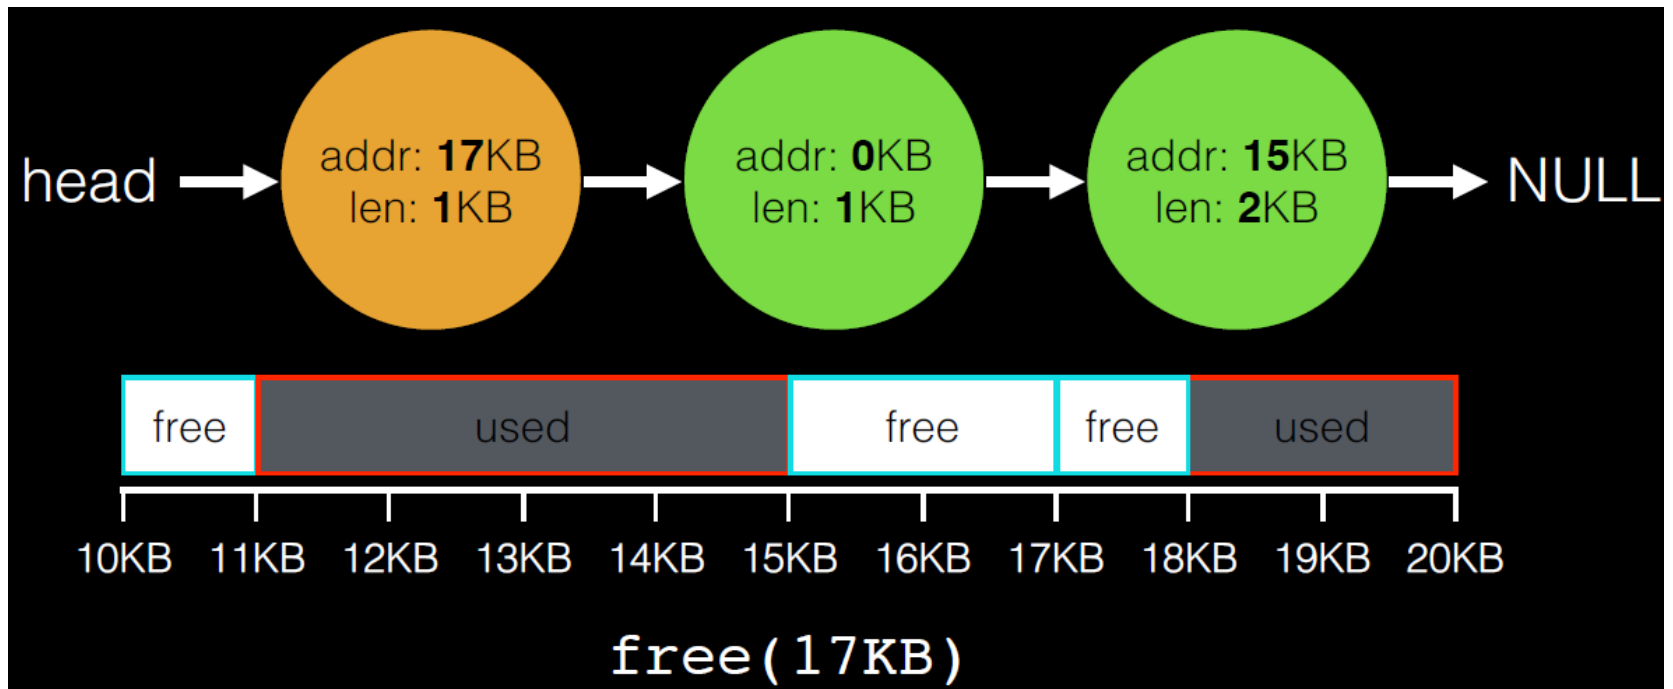 head
addr: 17KB
len: 1KB
addr: 0KB
len: 1KB
addr: 15KB
len: 2KB
NULL
free
used
free
free
used
10KB 11KB 12KB 13KB 14KB 15KB 16KB 17KB 18KB 19KB 20KB
free(17KB)